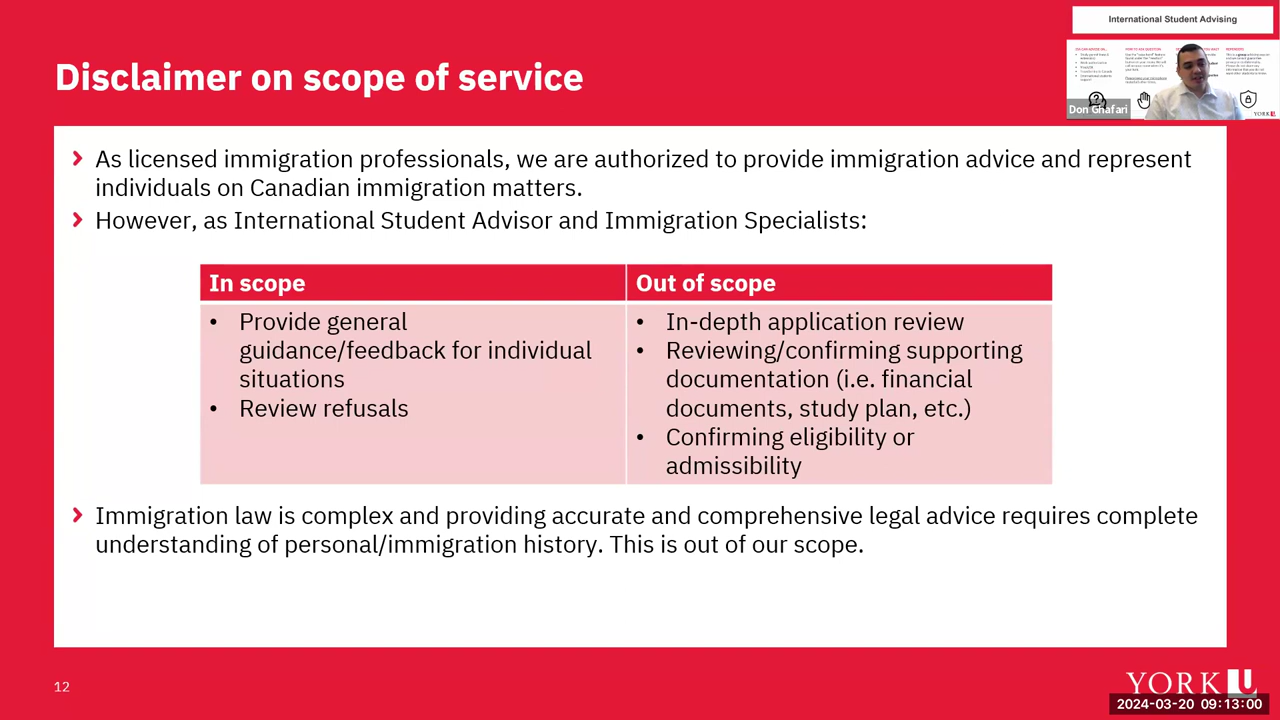 International Student Advising
Disclaimer on scope of service
Don Ghafari
As licensed immigration professionals, we are authorized to provide immigration advice and represent
individuals on Canadian immigration matters.
However, as International Student Advisor and Immigration Specialists:
In scope
• Provide general
guidance/feedback for individual
situations
• Review refusals
Out of scope
• In-depth application review
• Reviewing/confirming supporting
documentation (i.e. financial
documents, study plan, etc.)
• Confirming eligibility or
admissibility
Immigration law is complex and providing accurate and comprehensive legal advice requires complete
understanding of personal/immigration history. This is out of our scope.
12
YORK U
2024-03-20 09:13:00